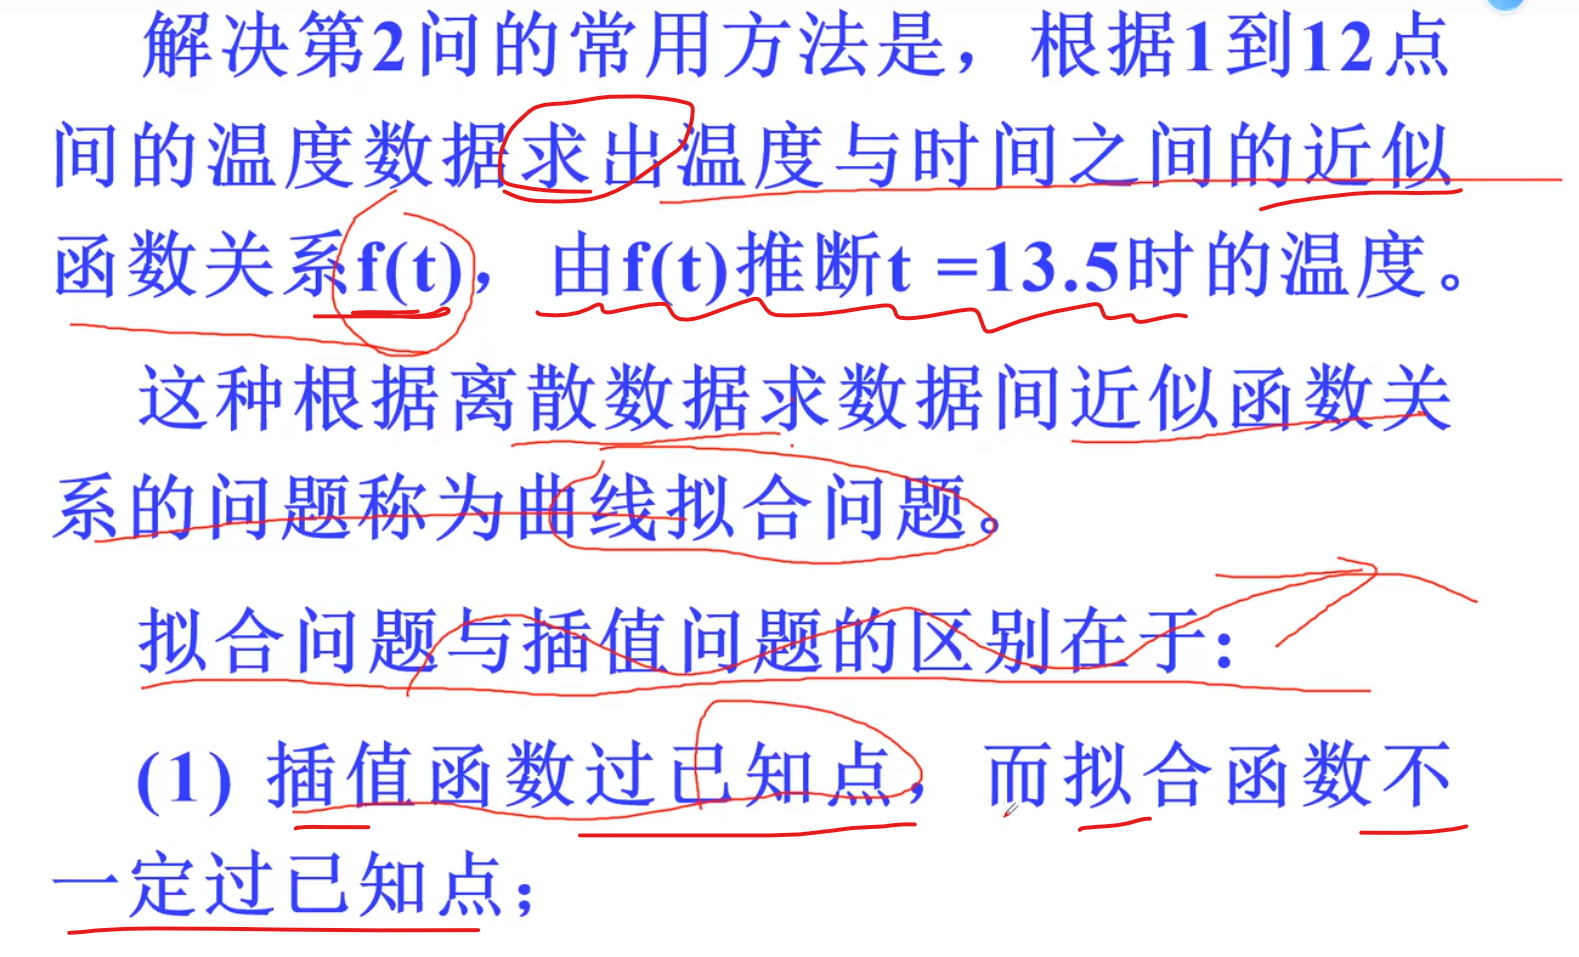 解决第2问的常用方法是，根据1到12点
间的温度数据求出温度与时间之间的近似
函数关系f(t)，由f(t)推断t =13.5时的温度。
这种根据离散数据求数据间近似函数关
系的问题称为曲线拟合问题。
拟合问题与插值问题的区别在于:
(1) 插值函数过已知点，而拟合函数不
一定过已知点；